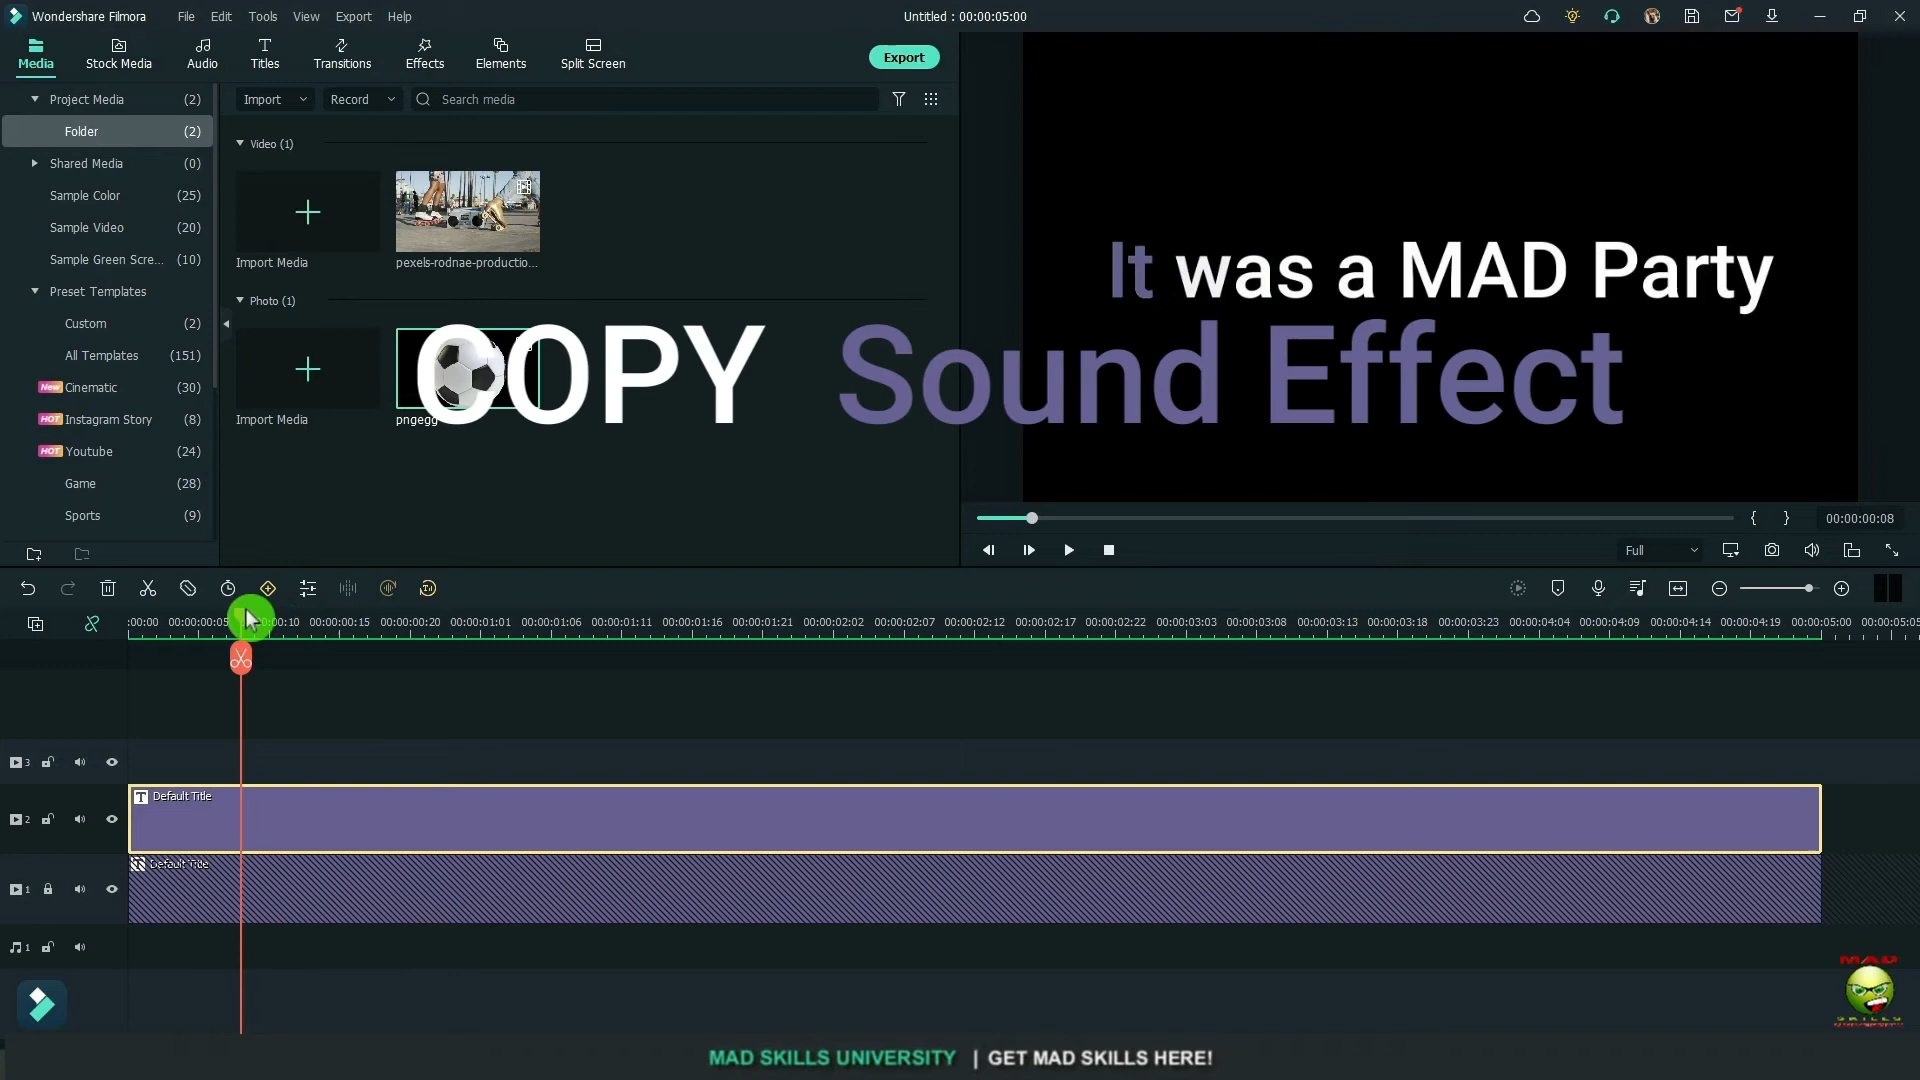 Wondershare Filmora File Edit Tools View Export Help Untitled : 00:00:05:00
Media Stock Media Audio Titles Transitions Effects Elements Split Screen Export
Project Media (2)
Folder (2)
Shared Media (0)
Sample Color (25)
Sample Video (20)
Sample Green Scre... (10)
Preset Templates
Custom (2)
All Templates (151)
New Cinematic (30)
HOT Instagram Story (8)
HOT Youtube (24)
Game (28)
Sports (9)
Import Record Search media
Video (1)
Import Media pexels-rodnae-productio...
Photo (1)
Import Media pngegg
It was a MAD Party
COPY Sound Effect
{ } 00:00:00:08
Full
:00:00 00:00:00:05 :00:10 00:00:00:15 00:00:00:20 00:00:01:01 00:00:01:06 00:00:01:11 00:00:01:16 00:00:01:21 00:00:02:02 00:00:02:07 00:00:02:12 00:00:02:17 00:00:02:22 00:00:03:03 00:00:03:08 00:00:03:13 00:00:03:18 00:00:03:23 00:00:04:04 00:00:04:09 00:00:04:14 00:00:04:19 00:00:05:00 00:00:05:05
3
2 T Default Title
1 T Default Title
1
MAD
SKILLS
MAD SKILLS UNIVERSITY | GET MAD SKILLS HERE!